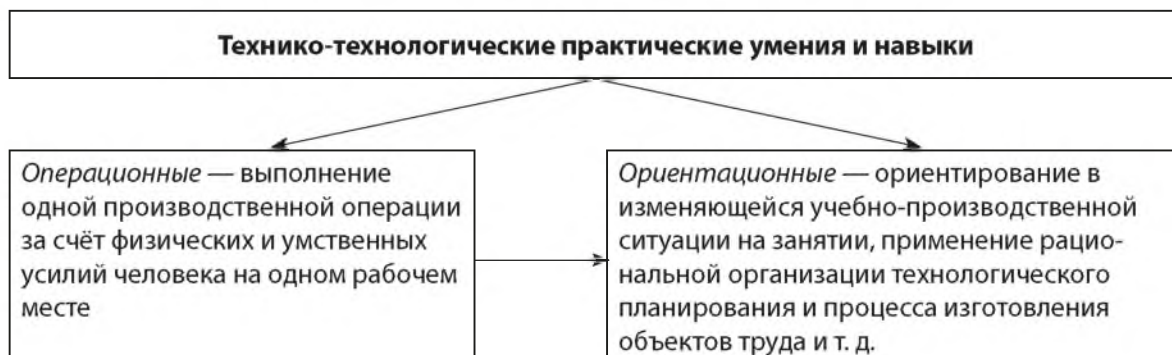 Технико-технологические практические умения и навыки
Операционные — выполнение
одной производственной операции
за счёт физических и умственных
усилий человека на одном рабочем
месте
Ориентационные — ориентирование в
изменяющейся учебно-производственной
ситуации на занятии, применение рацио-
нальной организации технологического
планирования и процесса изготовления
объектов труда и т. д.